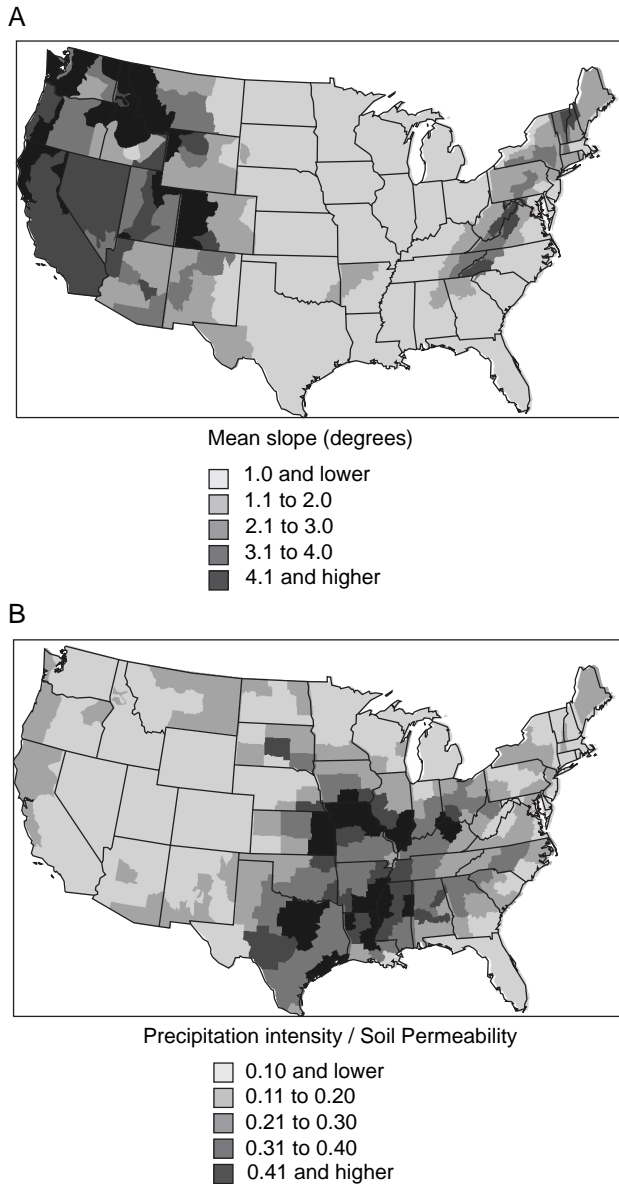 A
Mean slope (degrees)
1.0 and lower
1.1 to 2.0
2.1 to 3.0
3.1 to 4.0
4.1 and higher
B
Precipitation intensity / Soil Permeability
0.10 and lower
0.11 to 0.20
0.21 to 0.30
0.31 to 0.40
0.41 and higher